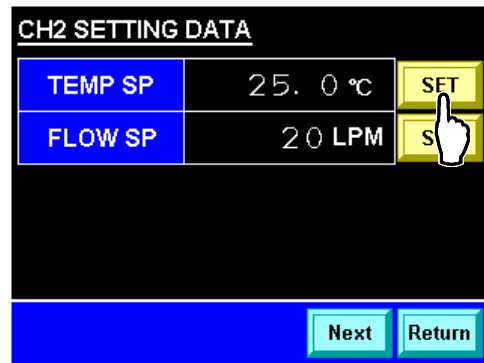 CH2 SETTING DATA
TEMP SP 25.0 ℃ SET
FLOW SP 20 LPM S
Next Return